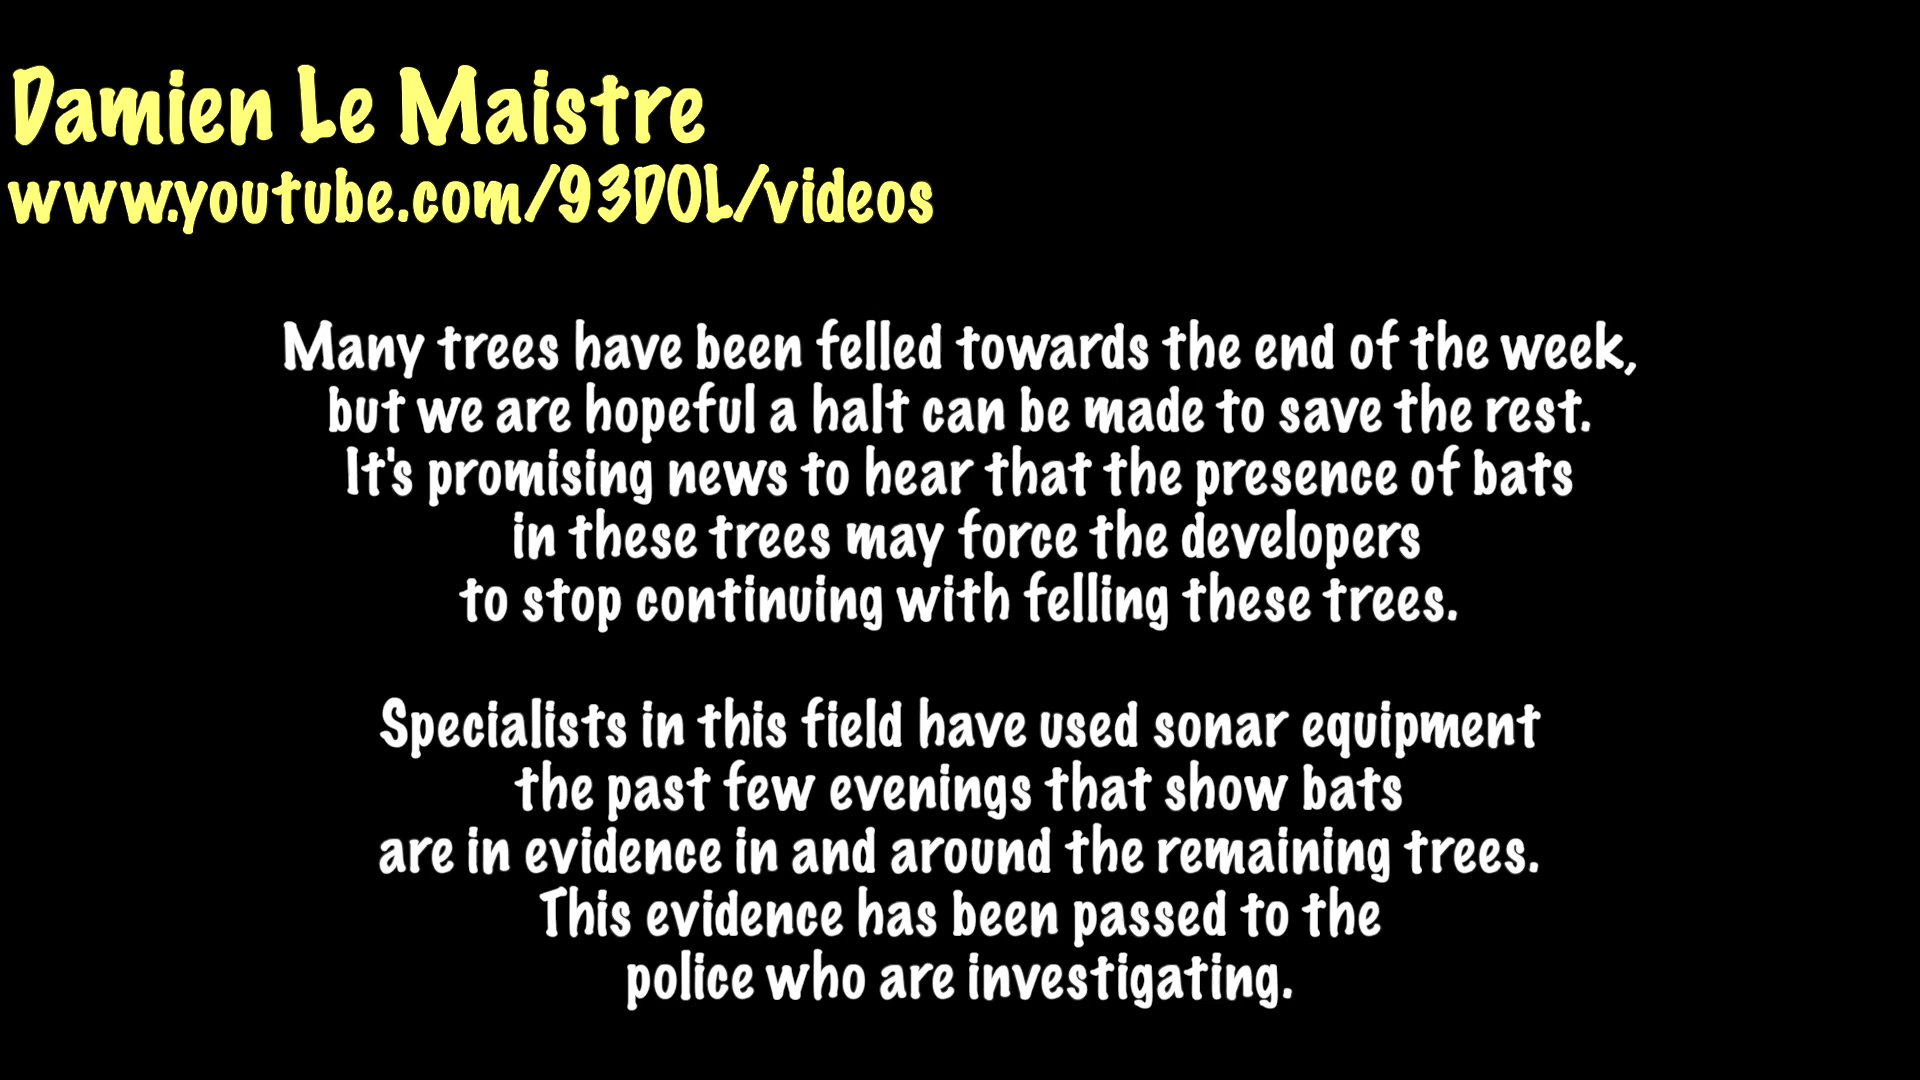 Damien Le Maistre
www.youtube.com/93DOL/videos
Many trees have been felled towards the end of the week,
but we are hopeful a halt can be made to save the rest.
It's promising news to hear that the presence of bats
in these trees may force the developers
to stop continuing with felling these trees.
Specialists in this field have used sonar equipment
the past few evenings that show bats
are in evidence in and around the remaining trees.
This evidence has been passed to the
police who are investigating.